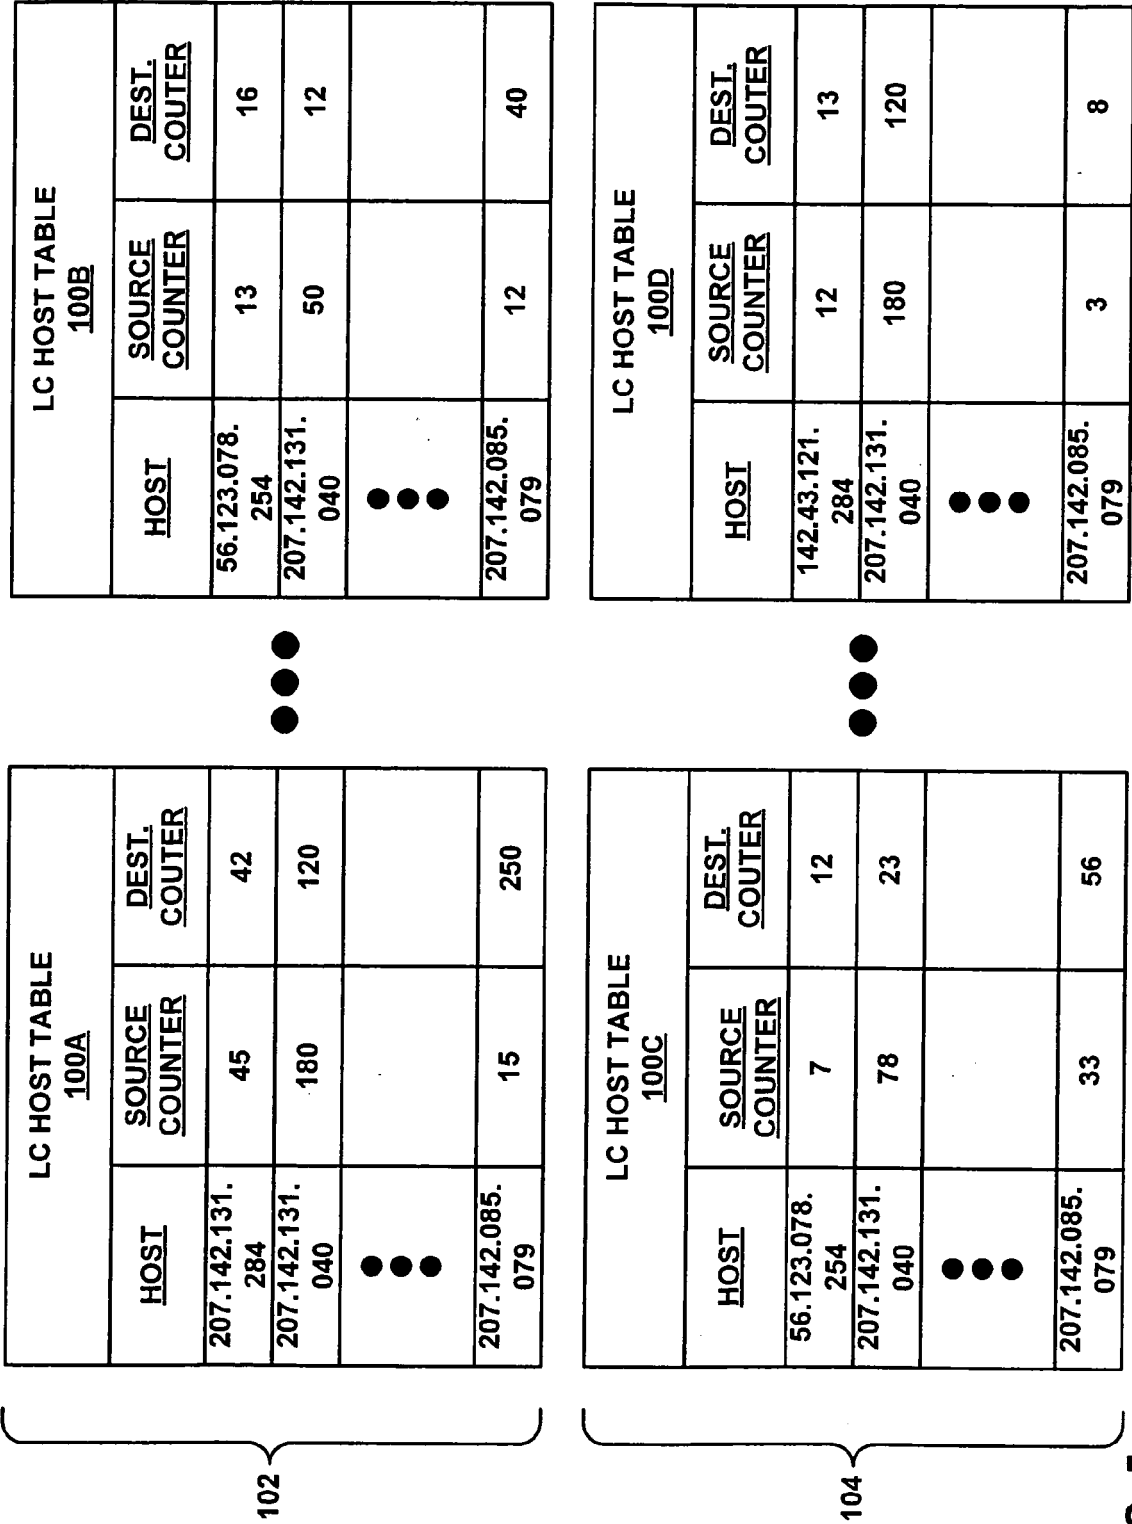 102
LC HOST TABLE
100A
HOST
SOURCE
COUNTER
DEST.
COUTER
207.142.131.
284
45
42
207.142.131.
040
180
120
207.142.085.
079
15
250
LC HOST TABLE
100B
HOST
SOURCE
COUNTER
DEST.
COUTER
56.123.078.
254
13
16
207.142.131.
040
50
12
207.142.085.
079
12
40
104
LC HOST TABLE
100C
HOST
SOURCE
COUNTER
DEST.
COUTER
56.123.078.
254
7
12
207.142.131.
040
78
23
207.142.085.
079
33
56
LC HOST TABLE
100D
HOST
SOURCE
COUNTER
DEST.
COUTER
142.43.121.
284
12
13
207.142.131.
040
180
120
207.142.085.
079
3
8